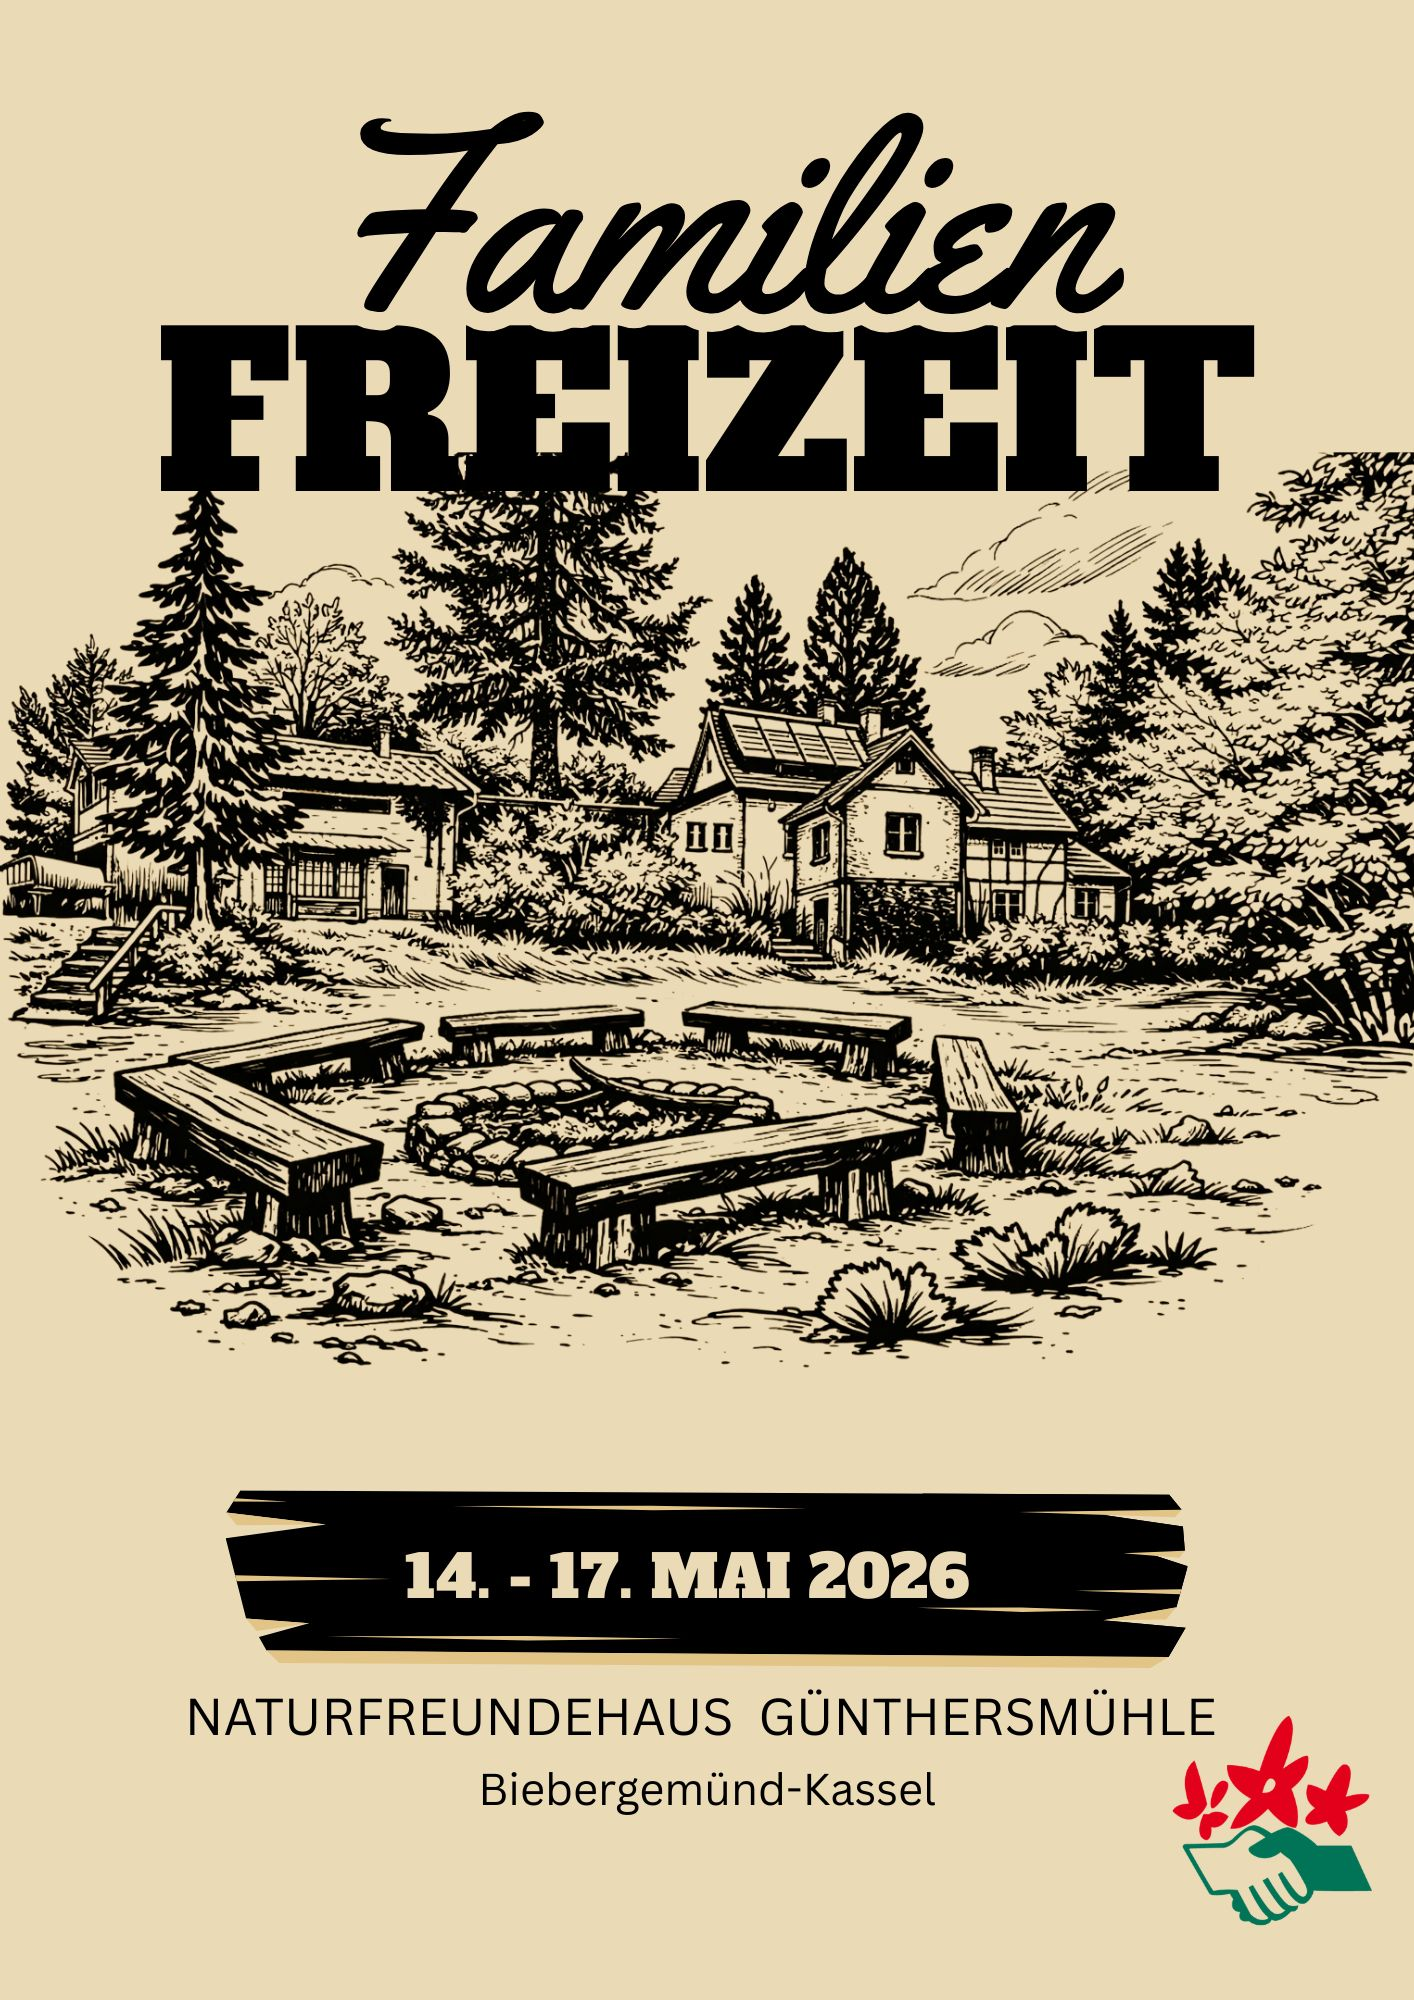 Familien
FREIZEIT
14. - 17. MAI 2026
NATURFREUNDEHAUS GÜNTHERSMÜHLE
Biebergemünd-Kassel